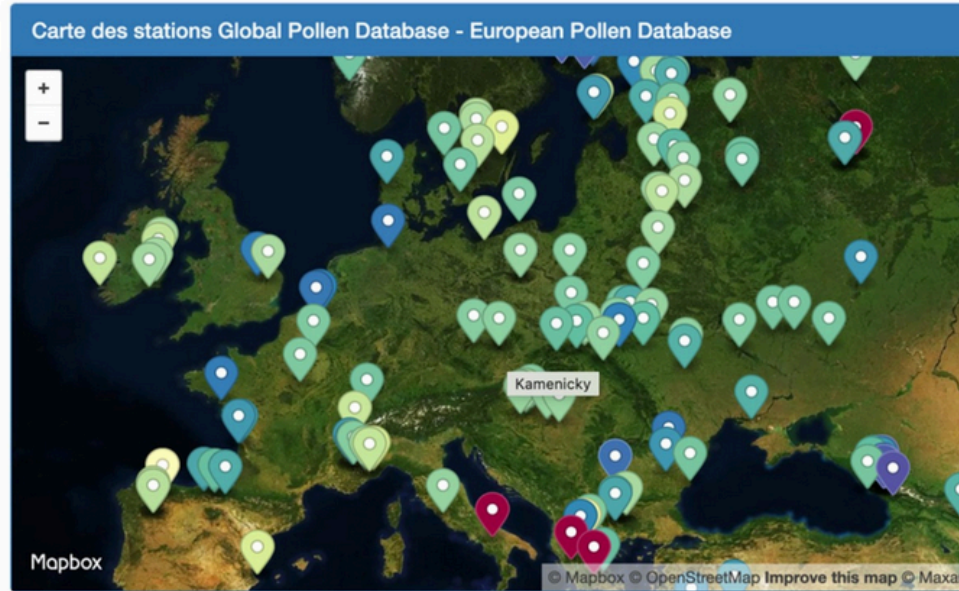 Carte des stations Global Pollen Database - European Pollen Database
+
−
Kamenicky
Mapbox
© Mapbox © OpenStreetMap Improve this map © Maxa